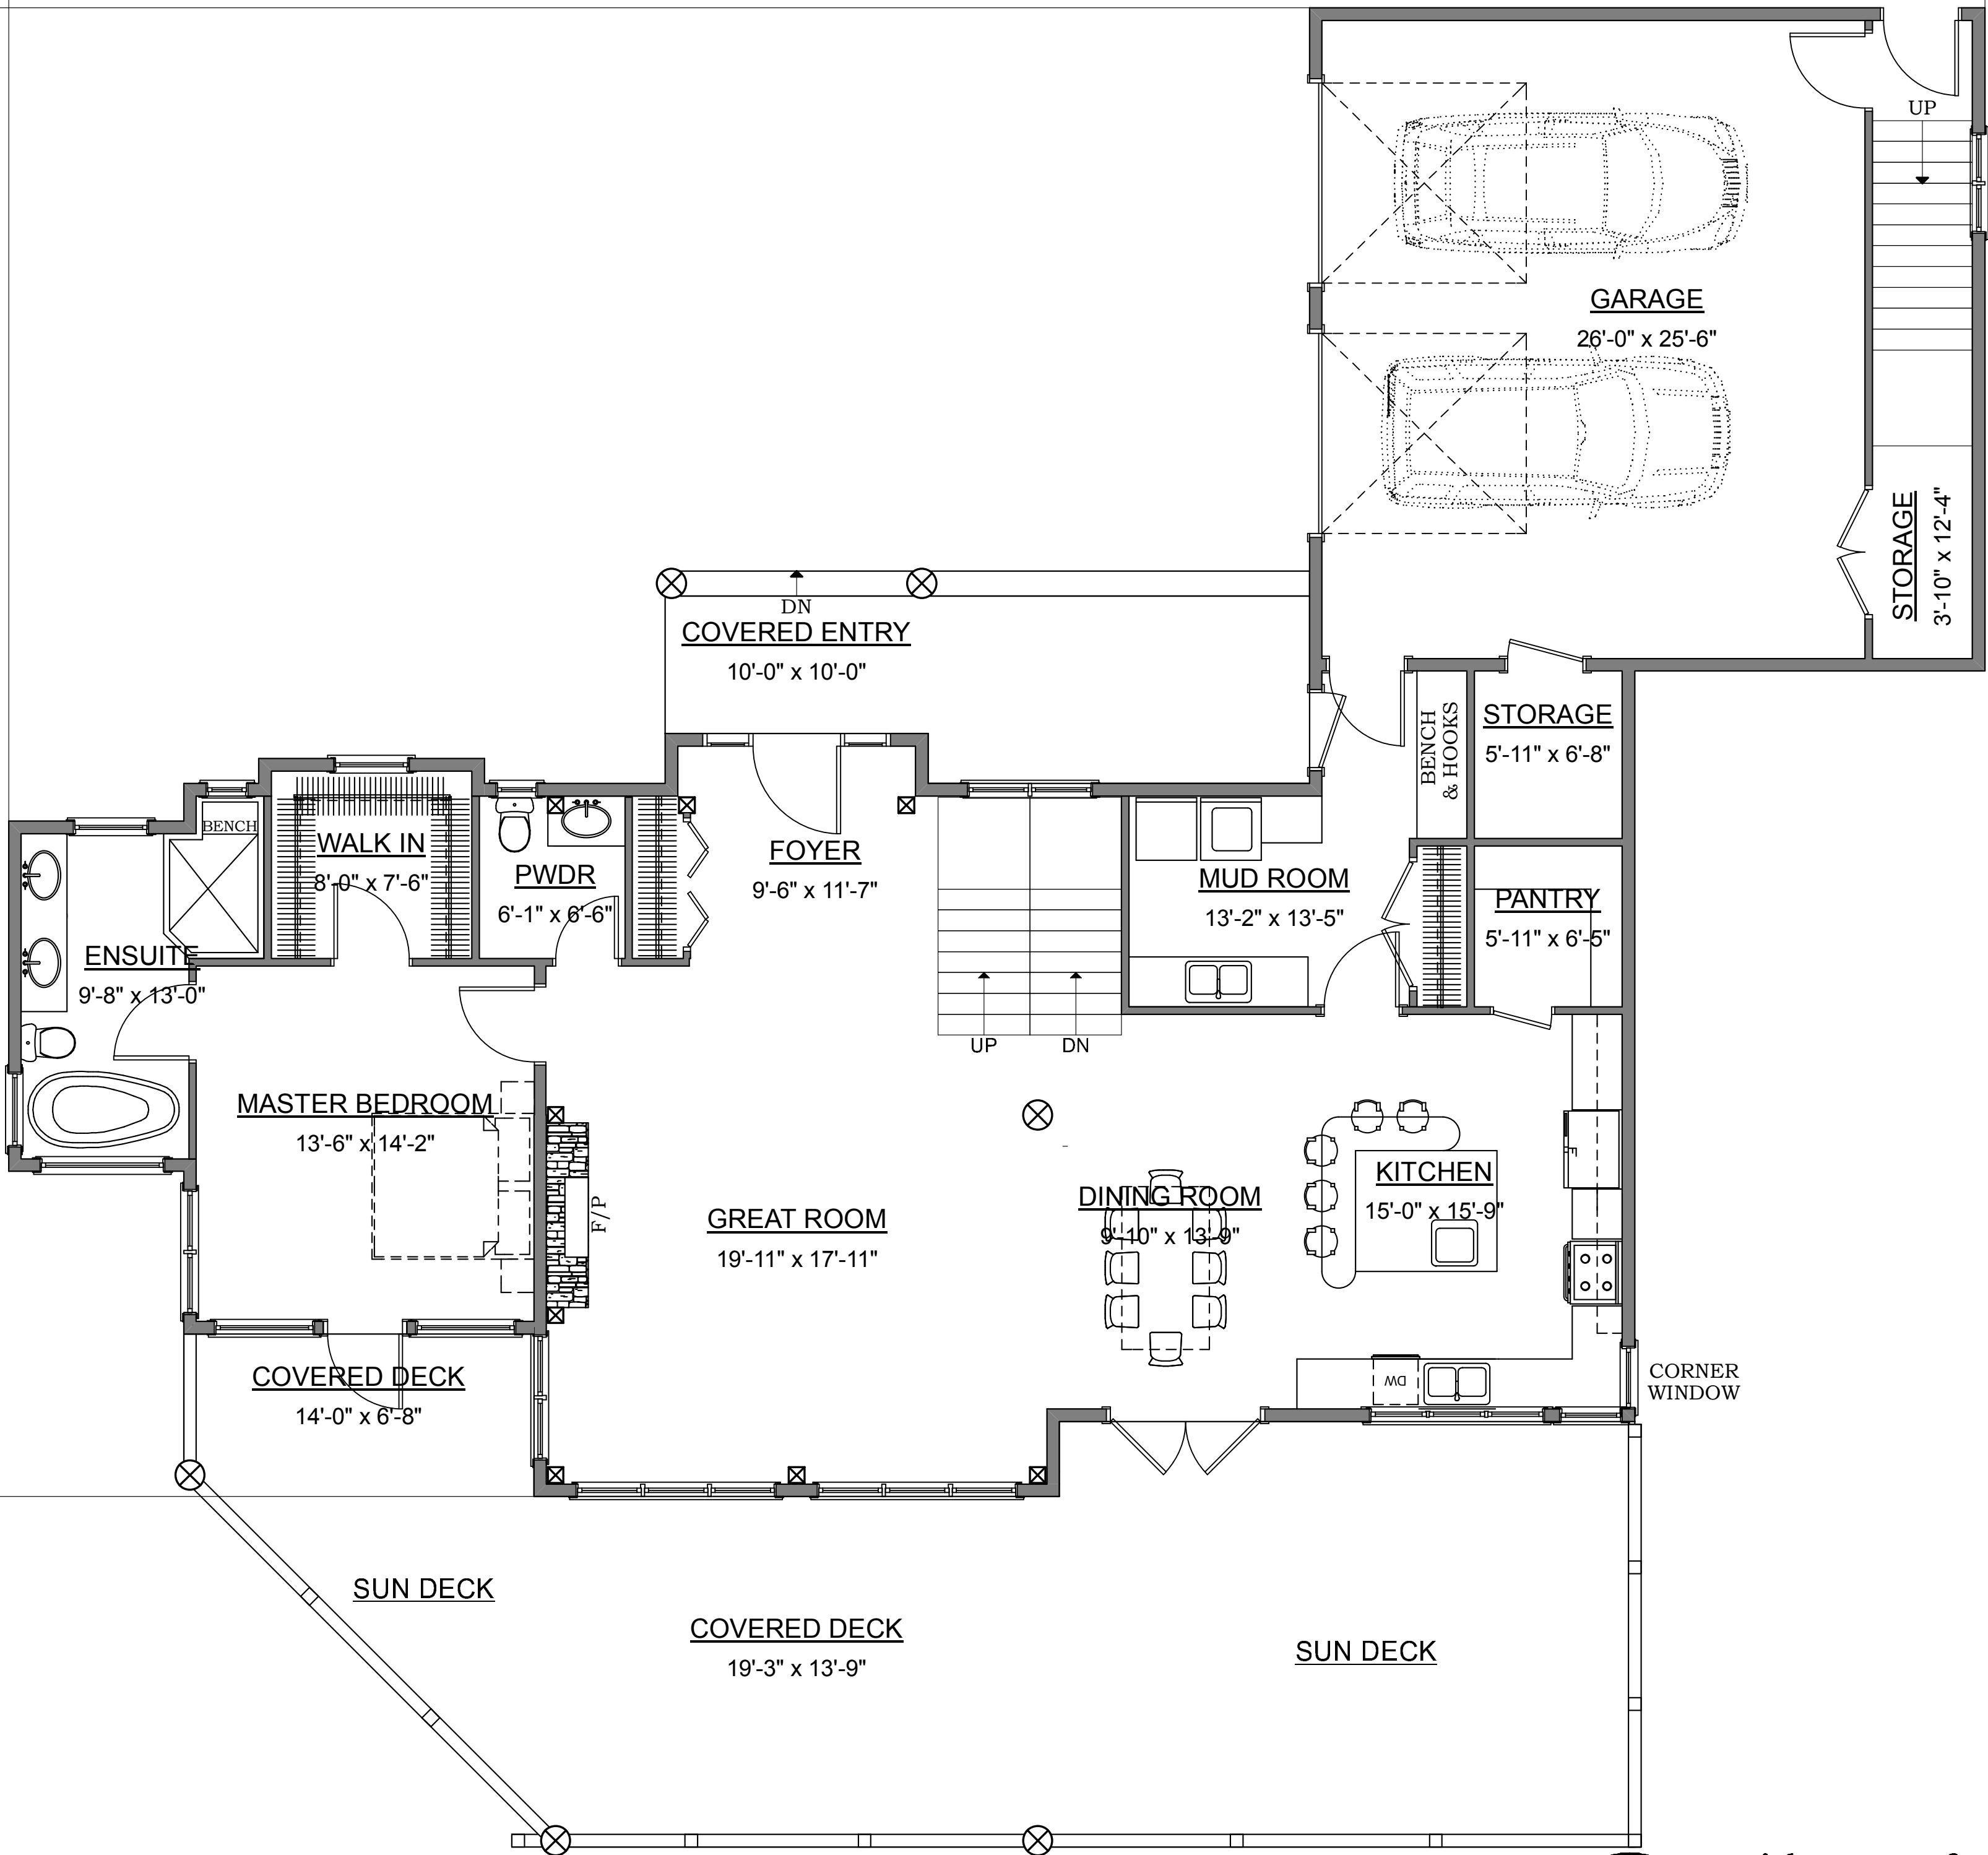 UP
GARAGE
26'-0" x 25'-6"
STORAGE
3'-10" x 12'-4"
DN
COVERED ENTRY
10'-0" x 10'-0"
BENCH
& HOOKS
STORAGE
5'-11" x 6'-8"
BENCH
WALK IN
8'-0" x 7'-6"
PWDR
6'-1" x 6'-6"
FOYER
9'-6" x 11'-7"
MUD ROOM
13'-2" x 13'-5"
PANTRY
5'-11" x 6'-5"
ENSUITE
9'-8" x 13'-0"
UP
DN
MASTER BEDROOM
13'-6" x 14'-2"
F/P
GREAT ROOM
19'-11" x 17'-11"
DINING ROOM
9'-10" x 13'-9"
KITCHEN
15'-0" x 15'-9"
DW
CORNER
WINDOW
COVERED DECK
14'-0" x 6'-8"
SUN DECK
COVERED DECK
19'-3" x 13'-9"
SUN DECK